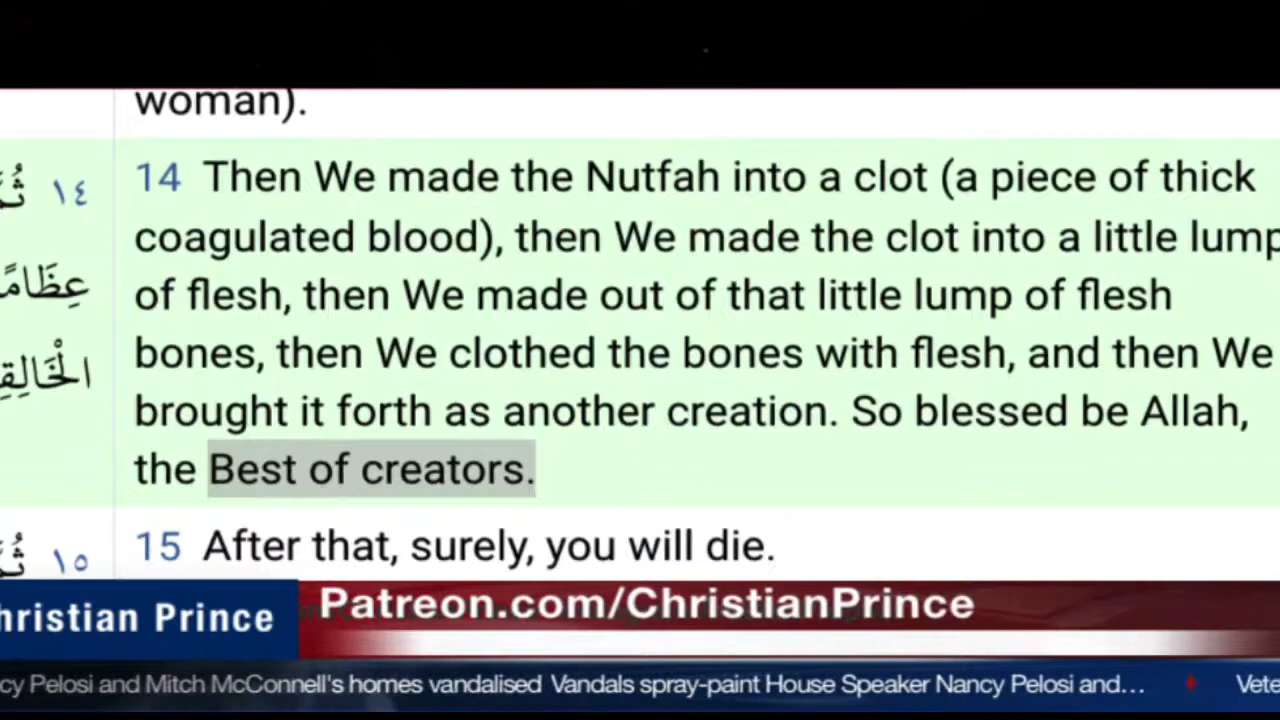 woman).
١٤ 14 Then We made the Nutfah into a clot (a piece of thick
coagulated blood), then We made the clot into a little lump
عِظَامًا of flesh, then We made out of that little lump of flesh
bones, then We clothed the bones with flesh, and then We
brought it forth as another creation. So blessed be Allah,
the Best of creators.
١٥ 15 After that, surely, you will die.
hristian Prince
Patreon.com/ChristianPrince
cy Pelosi and Mitch McConnell's homes vandalised Vandals spray-paint House Speaker Nancy Pelosi and... Vete